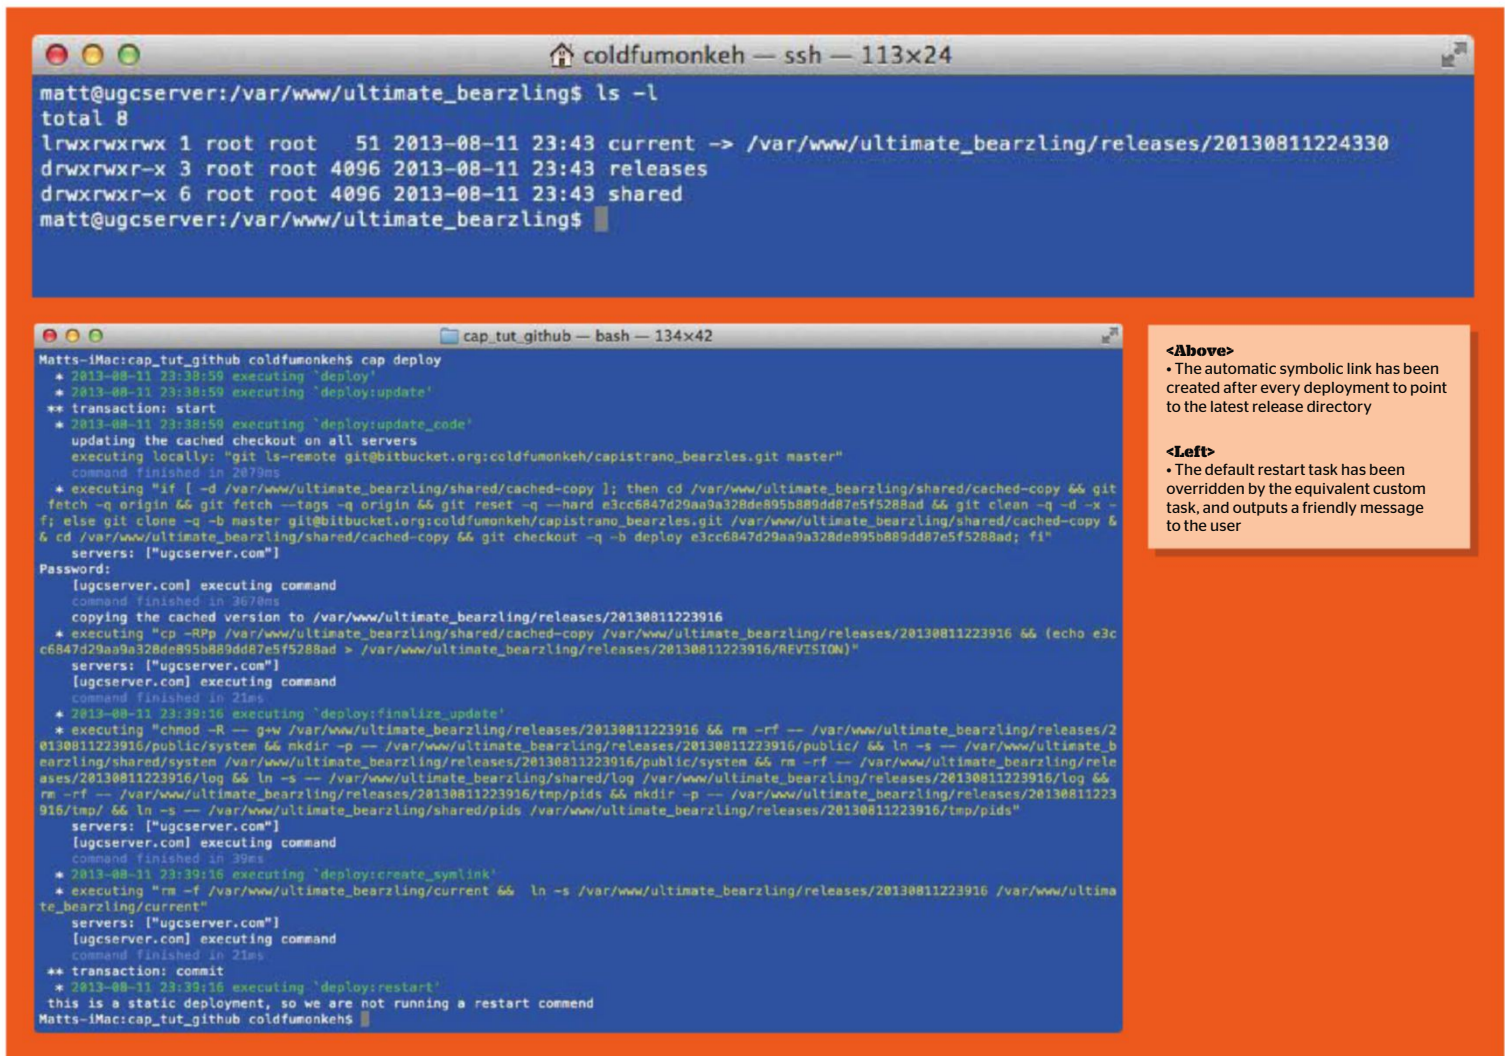 coldfumonkeh — ssh — 113×24
matt@ugcserver:/var/www/ultimate_bearzling$ ls -l
total 8
lrwxrwxrwx 1 root root   51 2013-08-11 23:43 current -> /var/www/ultimate_bearzling/releases/20130811224330
drwxrwxr-x 3 root root 4096 2013-08-11 23:43 releases
drwxrwxr-x 6 root root 4096 2013-08-11 23:43 shared
matt@ugcserver:/var/www/ultimate_bearzling$
cap_tut_github — bash — 134×42
Matts-iMac:cap_tut_github coldfumonkeh$ cap deploy
* 2013-08-11 23:38:59 executing `deploy'
* 2013-08-11 23:38:59 executing `deploy:update'
** transaction: start
* 2013-08-11 23:38:59 executing `deploy:update_code'
updating the cached checkout on all servers
executing locally: "git ls-remote git@bitbucket.org:coldfumonkeh/capistrano_bearzles.git master"
command finished in 2079ms
* executing "if [ -d /var/www/ultimate_bearzling/shared/cached-copy ]; then cd /var/www/ultimate_bearzling/shared/cached-copy && git
fetch -q origin && git fetch --tags -q origin && git reset -q --hard e3cc6847d29aa9a328de895b889dd87e5f5288ad && git clean -q -d -x -
f; else git clone -q -b master git@bitbucket.org:coldfumonkeh/capistrano_bearzles.git /var/www/ultimate_bearzling/shared/cached-copy &
& cd /var/www/ultimate_bearzling/shared/cached-copy && git checkout -q -b deploy e3cc6847d29aa9a328de895b889dd87e5f5288ad; fi"
servers: ["ugcserver.com"]
Password:
[ugcserver.com] executing command
command finished in 3670ms
copying the cached version to /var/www/ultimate_bearzling/releases/20130811223916
* executing "cp -RPp /var/www/ultimate_bearzling/shared/cached-copy /var/www/ultimate_bearzling/releases/20130811223916 && (echo e3c
c6847d29aa9a328de895b889dd87e5f5288ad > /var/www/ultimate_bearzling/releases/20130811223916/REVISION)"
servers: ["ugcserver.com"]
[ugcserver.com] executing command
command finished in 21ms
* 2013-08-11 23:39:16 executing `deploy:finalize_update'
* executing "chmod -R -- g+w /var/www/ultimate_bearzling/releases/20130811223916 && rm -rf -- /var/www/ultimate_bearzling/releases/2
0130811223916/public/system && mkdir -p -- /var/www/ultimate_bearzling/releases/20130811223916/public/ && ln -s -- /var/www/ultimate_b
earzling/shared/system /var/www/ultimate_bearzling/releases/20130811223916/public/system && rm -rf -- /var/www/ultimate_bearzling/rele
ases/20130811223916/log && ln -s -- /var/www/ultimate_bearzling/shared/log /var/www/ultimate_bearzling/releases/20130811223916/log &&
rm -rf -- /var/www/ultimate_bearzling/releases/20130811223916/tmp/pids && mkdir -p -- /var/www/ultimate_bearzling/releases/20130811223
916/tmp/ && ln -s -- /var/www/ultimate_bearzling/shared/pids /var/www/ultimate_bearzling/releases/20130811223916/tmp/pids"
servers: ["ugcserver.com"]
[ugcserver.com] executing command
command finished in 39ms
* 2013-08-11 23:39:16 executing `deploy:create_symlink'
* executing "rm -f /var/www/ultimate_bearzling/current &&  ln -s /var/www/ultimate_bearzling/releases/20130811223916 /var/www/ultima
te_bearzling/current"
servers: ["ugcserver.com"]
[ugcserver.com] executing command
command finished in 21ms
** transaction: commit
* 2013-08-11 23:39:16 executing `deploy:restart'
this is a static deployment, so we are not running a restart commend
Matts-iMac:cap_tut_github coldfumonkeh$
<Above>
• The automatic symbolic link has been
created after every deployment to point
to the latest release directory
<Left>
• The default restart task has been
overridden by the equivalent custom
task, and outputs a friendly message
to the user